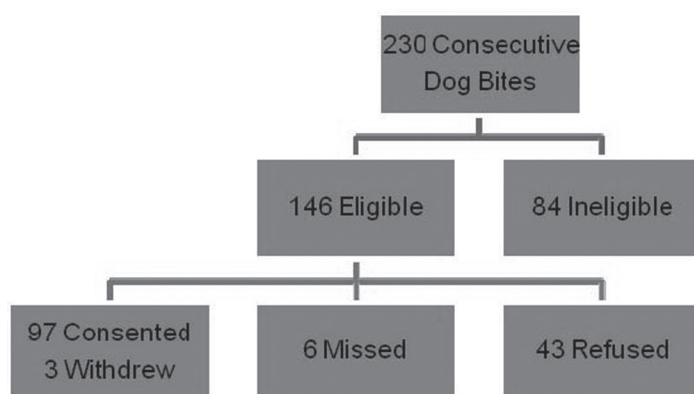 230 Consecutive
Dog Bites
146 Eligible
84 Ineligible
97 Consented
3 Withdrew
6 Missed
43 Refused